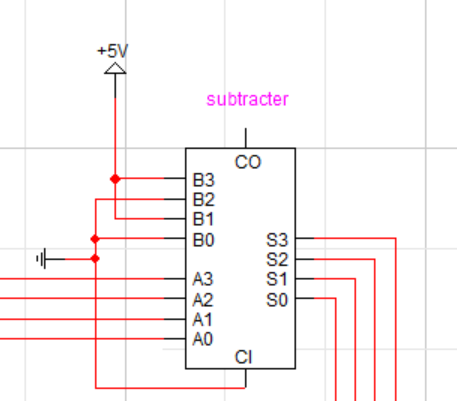 +5V
subtracter
CO
B3
B2
B1
B0
S3
S2
A3
S1
A2
S0
A1
A0
CI